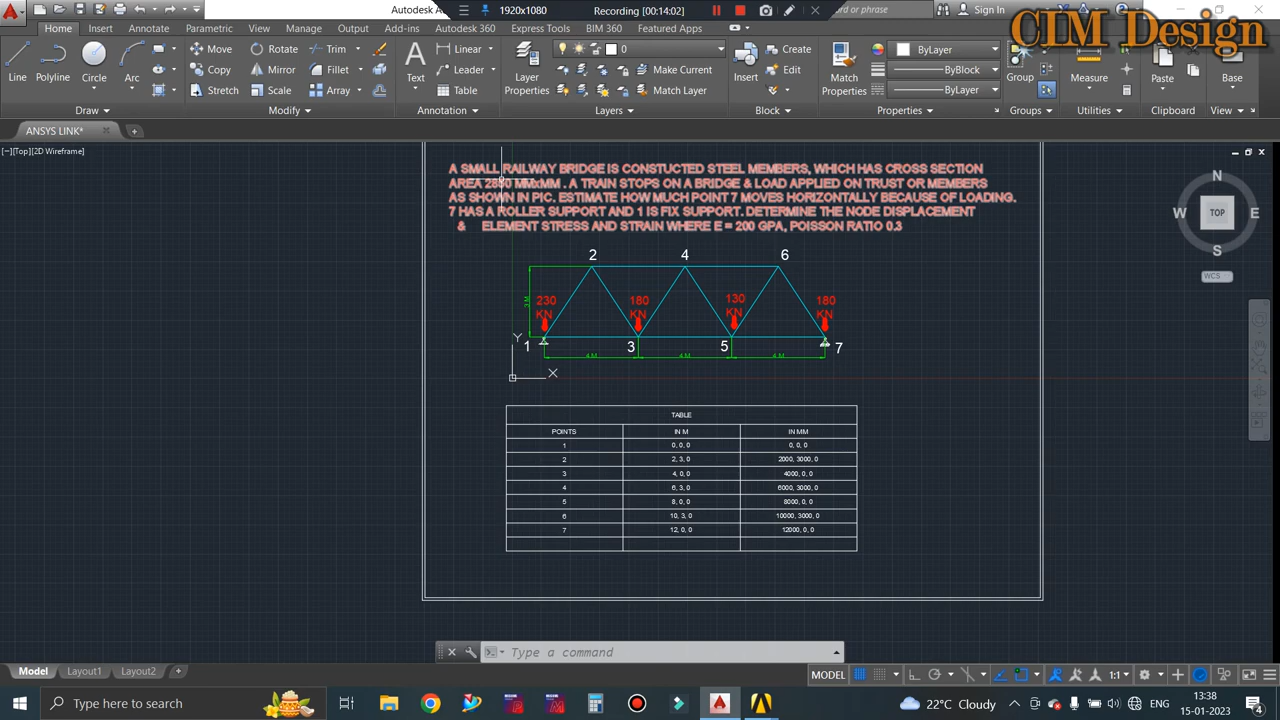 Autodesk A
1920x1080
Recording [00:14:02]
or phrase
Sign In
CIM Design
Home
Insert
Annotate
Parametric
View
Manage
Output
Add-ins
Autodesk 360
Express Tools
BIM 360
Featured Apps
Line
Polyline
Circle
Arc
Move
Rotate
Trim
Copy
Mirror
Fillet
Stretch
Scale
Array
Text
Linear
Leader
Table
Layer
Properties
0
Make Current
Match Layer
Insert
Create
Edit
Match
Properties
ByLayer
ByBlock
ByLayer
Group
Measure
Paste
Base
Draw
Modify
Annotation
Layers
Block
Properties
Groups
Utilities
Clipboard
View
ANSYS LINK*
[−][Top][2D Wireframe]
A SMALL RAILWAY BRIDGE IS CONSTUCTED STEEL MEMBERS, WHICH HAS CROSS SECTION
AREA MMxMM . A TRAIN STOPS ON A BRIDGE & LOAD APPLIED ON TRUST OR MEMBERS
AS SHOWN IN PIC. ESTIMATE HOW MUCH POINT 7 MOVES HORIZONTALLY BECAUSE OF LOADING.
7 HAS A ROLLER SUPPORT AND 1 IS FIX SUPPORT. DETERMINE THE NODE DISPLACEMENT
& ELEMENT STRESS AND STRAIN WHERE E = 200 GPA, POISSON RATIO 0.3
N
W
TOP
E
S
WCS
2
4
6
230
KN
180
KN
130
KN
180
KN
3 M
Y
1
3
5
7
4 M
4 M
4 M
X
TABLE
POINTS IN M IN MM
1 0, 0, 0 0, 0, 0
2 2, 3, 0 2000, 3000, 0
3 4, 0, 0 4000, 0, 0
4 6, 3, 0 6000, 3000, 0
5 8, 0, 0 8000, 0, 0
6 10, 3, 0 10000, 3000, 0
7 12, 0, 0 12000, 0, 0
Type a command
Model
Layout1
Layout2
MODEL
1:1
Type here to search
22°C Cloudy
ENG
13:38
15-01-2023
4